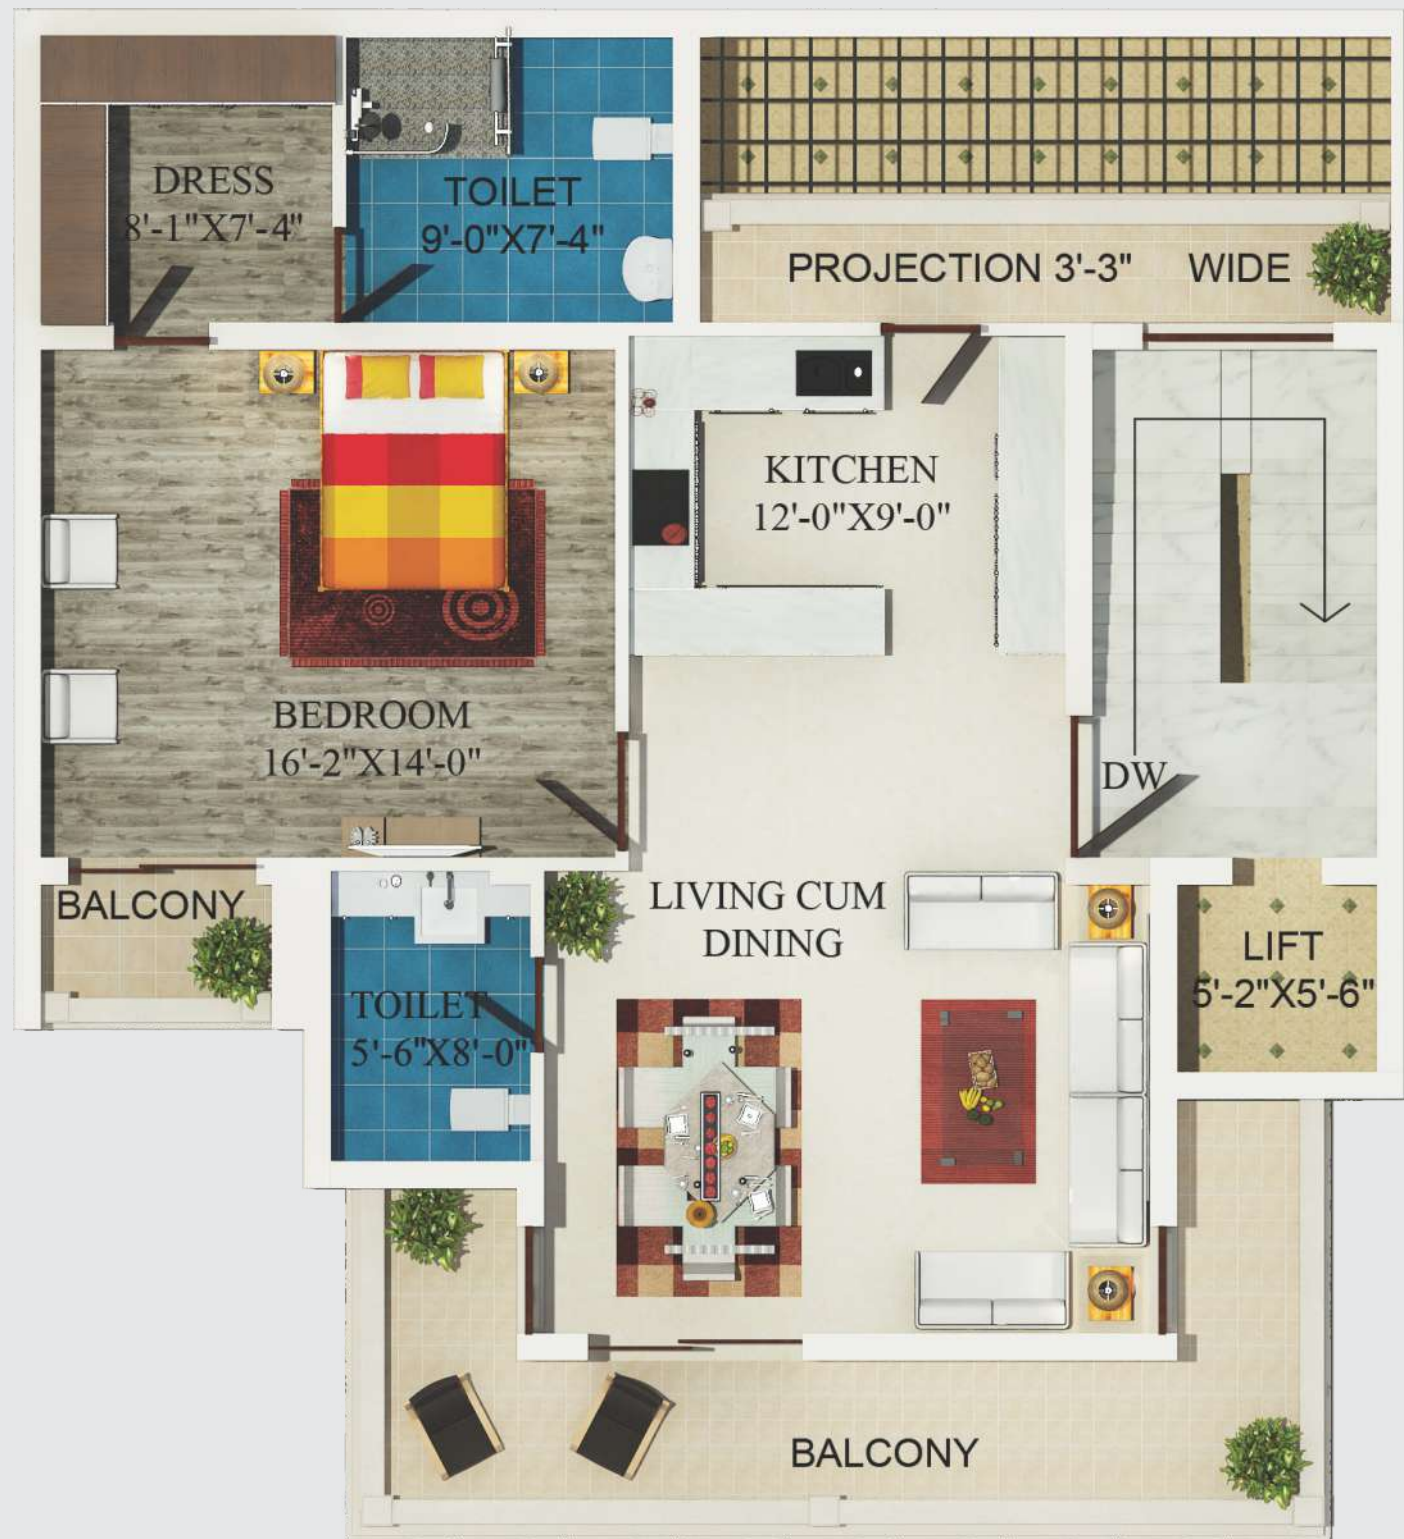 DRESS
8'-1"X7'-4"
TOILET
9'-0"X7'-4"
PROJECTION 3'-3" WIDE
KITCHEN
12'-0"X9'-0"
BEDROOM
16'-2"X14'-0"
DW
BALCONY
LIVING CUM
DINING
LIFT
5'-2"X5'-6"
TOILET
5'-6"X8'-0"
BALCONY